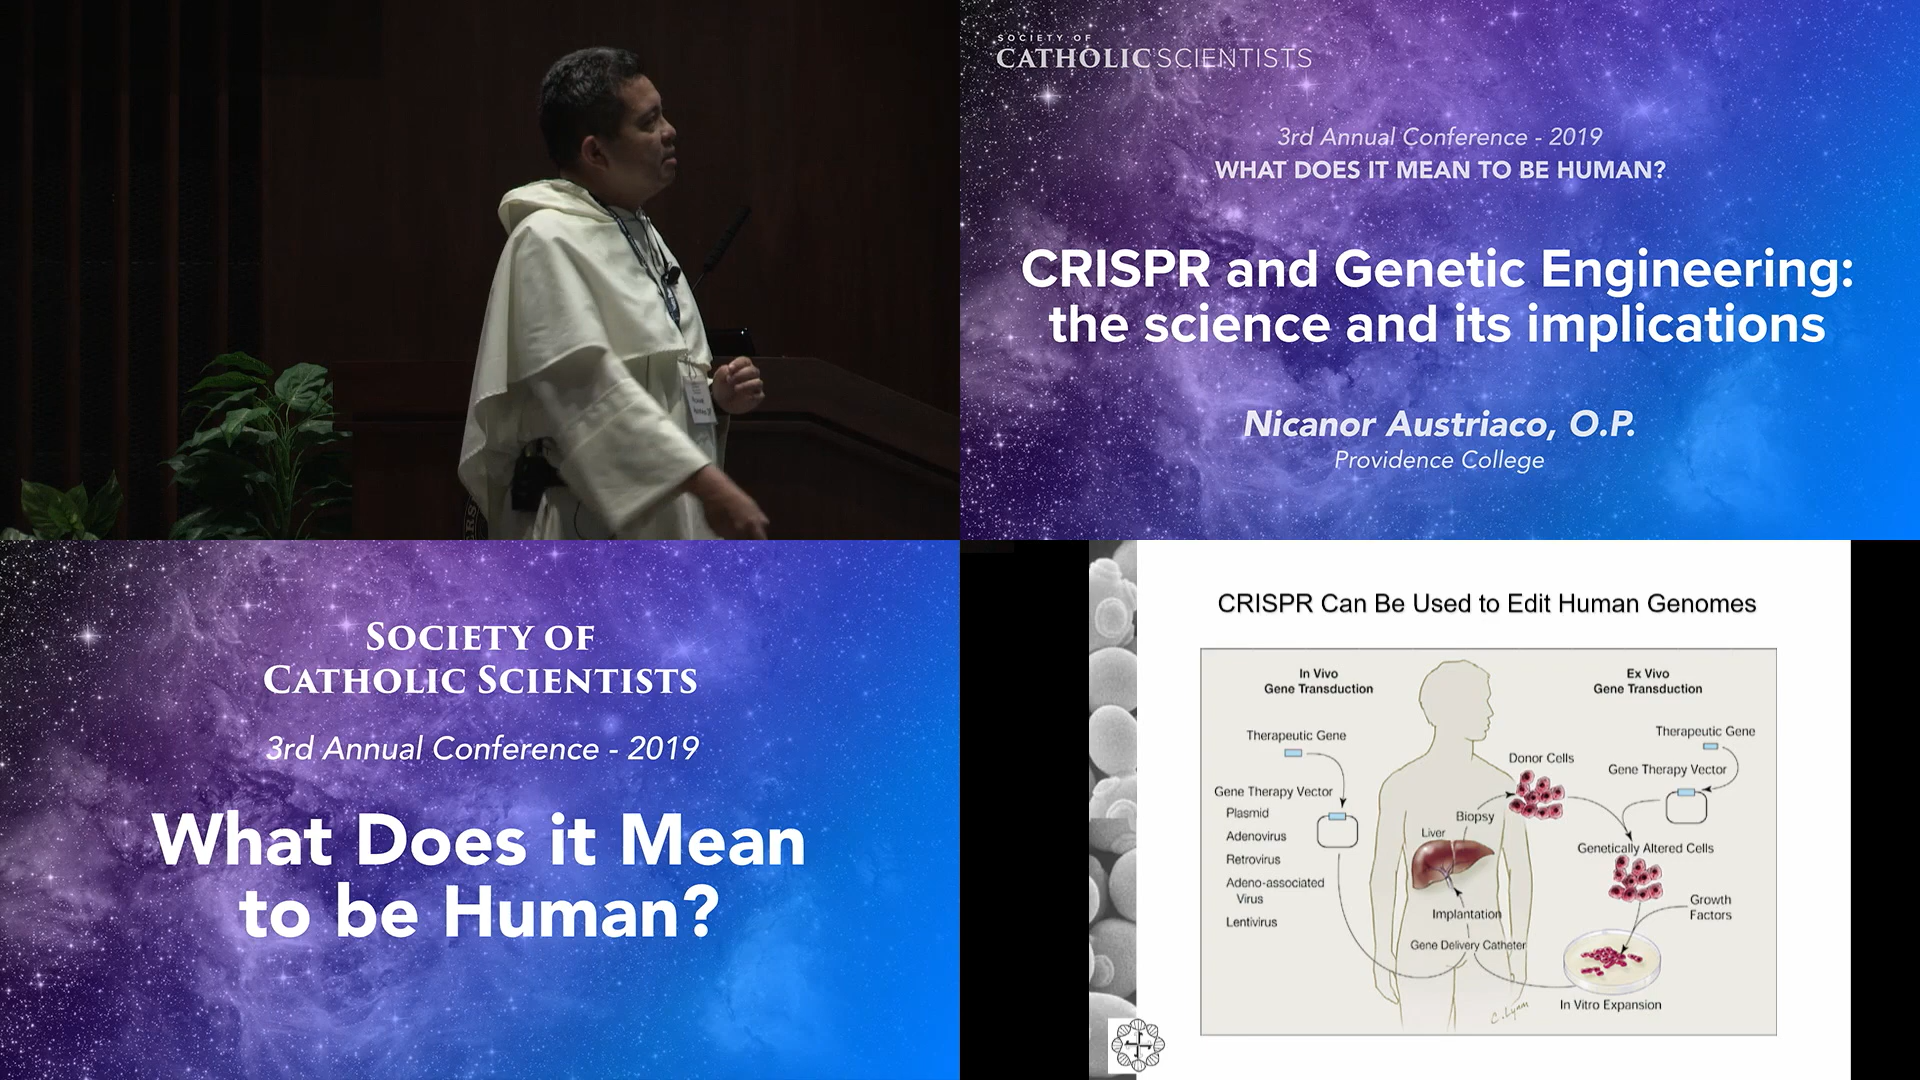 SOCIETY OF
CATHOLIC SCIENTISTS
3rd Annual Conference - 2019
WHAT DOES IT MEAN TO BE HUMAN?
CRISPR and Genetic Engineering:
the science and its implications
Nicanor Austriaco, O.P.
Providence College
SOCIETY OF
CATHOLIC SCIENTISTS
3rd Annual Conference - 2019
What Does it Mean
to be Human?
CRISPR Can Be Used to Edit Human Genomes
In Vivo
Gene Transduction
Therapeutic Gene
Gene Therapy Vector
Plasmid
Adenovirus
Retrovirus
Adeno-associated
Virus
Lentivirus
Ex Vivo
Gene Transduction
Therapeutic Gene
Gene Therapy Vector
Donor Cells
Biopsy
Liver
Genetically Altered Cells
Growth
Factors
Implantation
Gene Delivery Catheter
In Vitro Expansion
C. Lynm